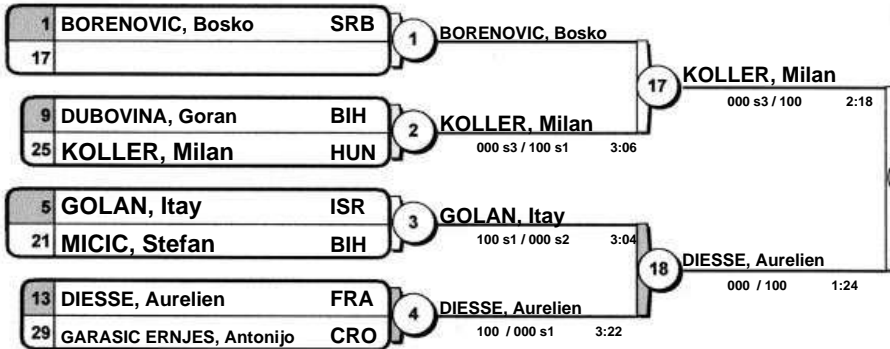 1 BORENOVIC, Bosko SRB
17
1 BORENOVIC, Bosko
9 DUBOVINA, Goran BIH
25 KOLLER, Milan HUN
2 KOLLER, Milan
000 s3 / 100 s1 3:06
17 KOLLER, Milan
000 s3 / 100 2:18
5 GOLAN, Itay ISR
21 MICIC, Stefan BIH
3 GOLAN, Itay
100 s1 / 000 s2 3:04
13 DIESSE, Aurelien FRA
29 GARASIC ERNJES, Antonijo CRO
4 DIESSE, Aurelien
100 / 000 s1 3:22
18 DIESSE, Aurelien
000 / 100 1:24